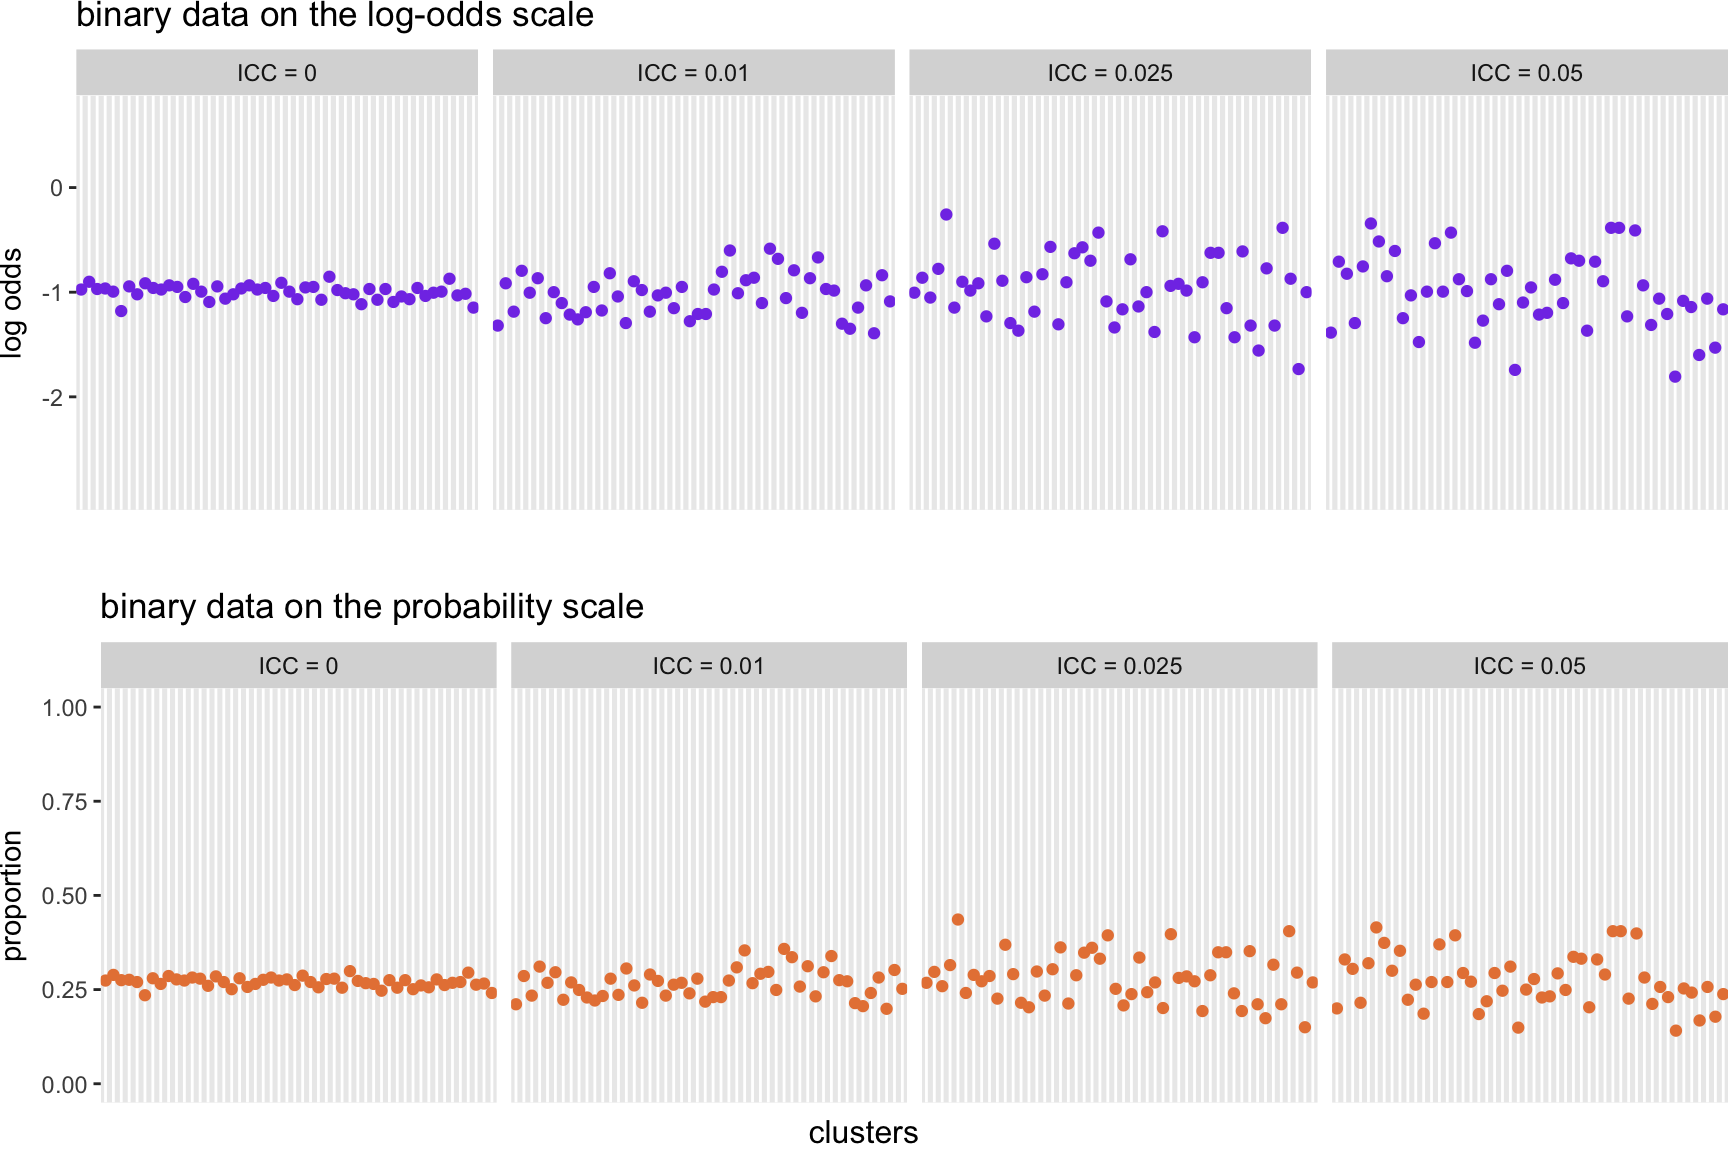 binary data on the log-odds scale
ICC = 0
ICC = 0.01
ICC = 0.025
ICC = 0.05
log odds
0
-1
-2
binary data on the probability scale
ICC = 0
ICC = 0.01
ICC = 0.025
ICC = 0.05
proportion
1.00
0.75
0.50
0.25
0.00
clusters